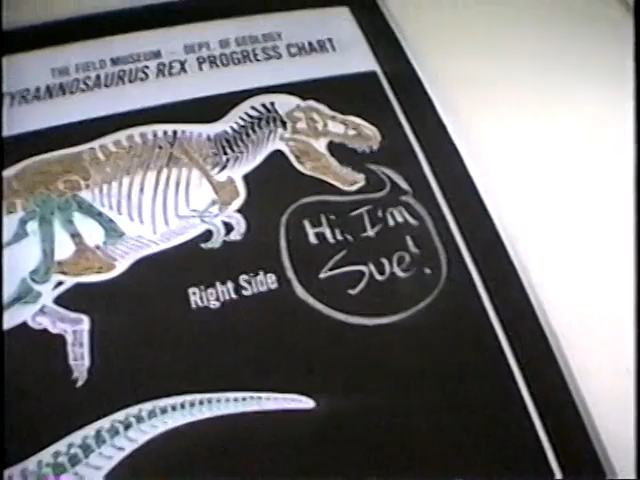 THE FIELD MUSEUM - DEPT. OF GEOLOGY
TYRANNOSAURUS REX PROGRESS CHART
Hi, I'm
Sue!
Right Side